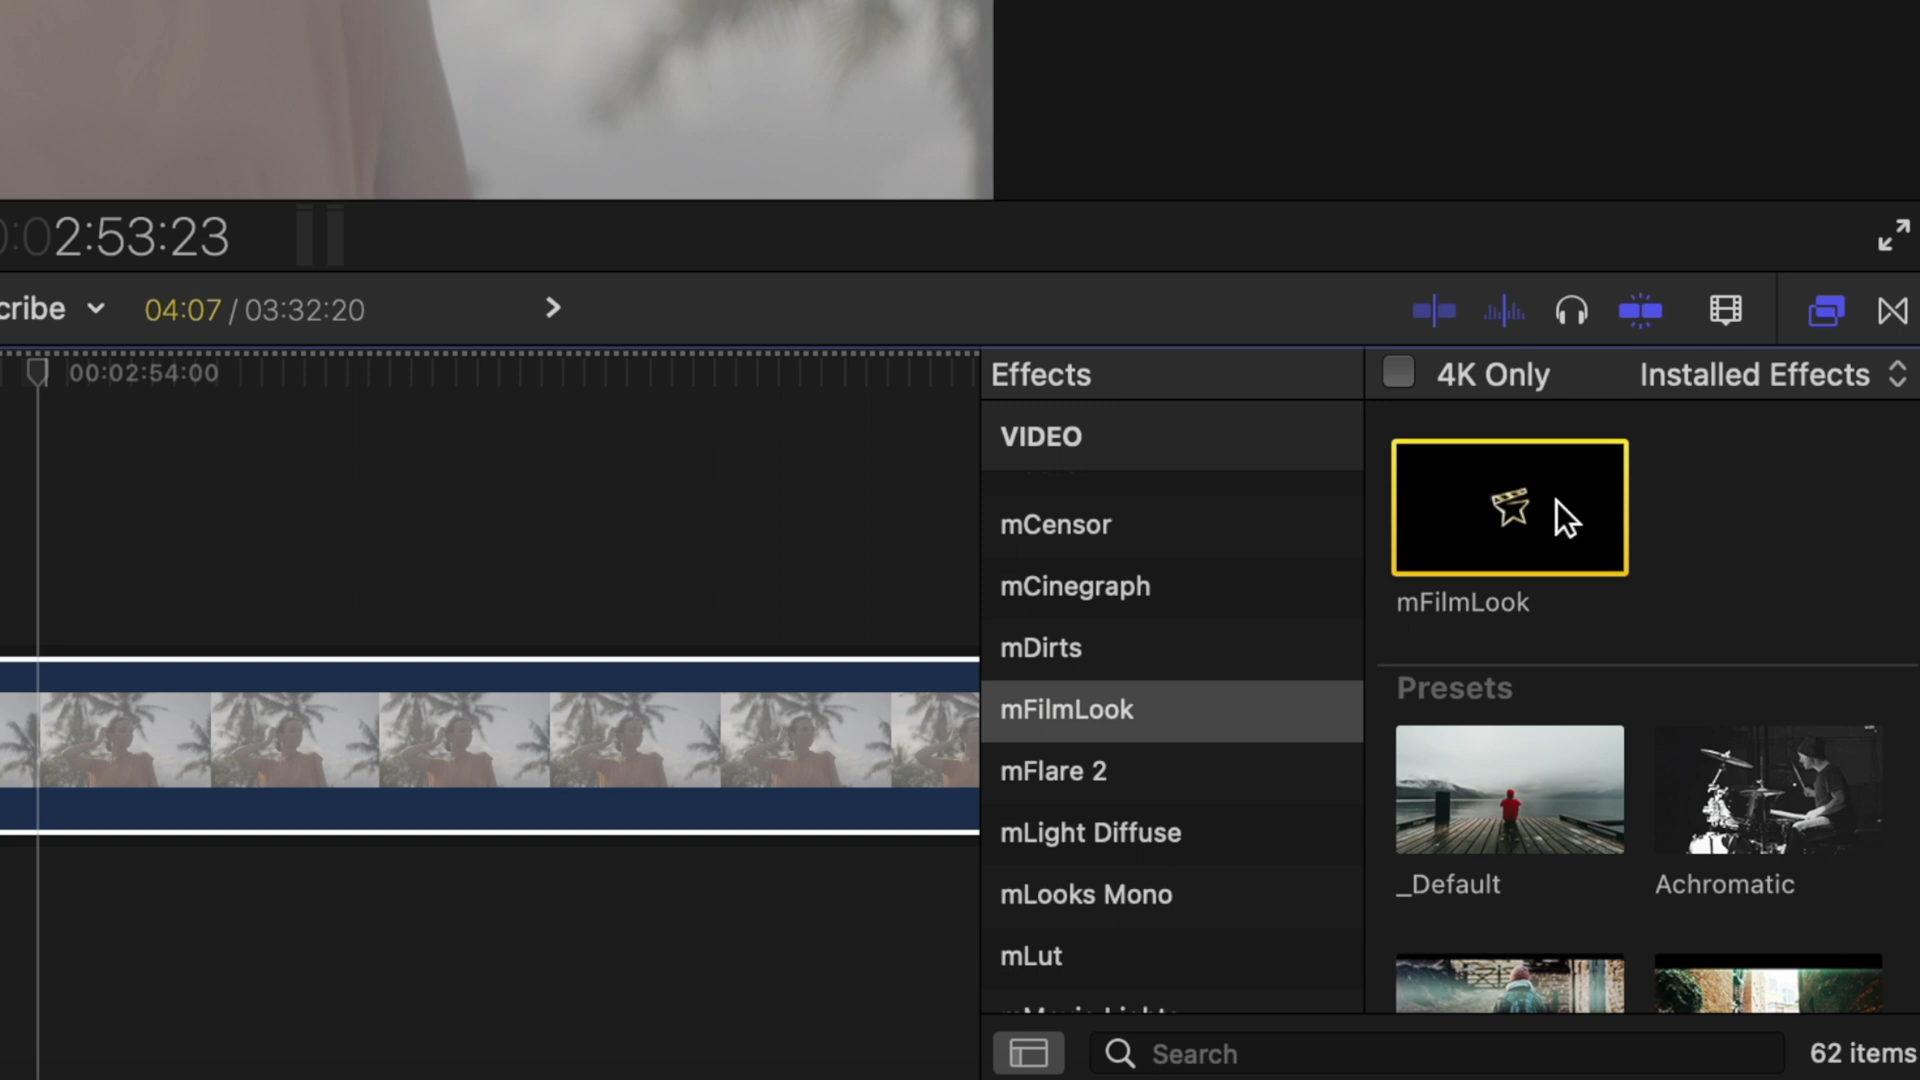 2:53:23
cribe
04:07 / 03:32:20
00:02:54:00
Effects
4K Only
Installed Effects
VIDEO
mCensor
mCinegraph
mDirts
mFilmLook
mFlare 2
mLight Diffuse
mLooks Mono
mLut
mFilmLook
Presets
_Default
Achromatic
Search
62 items